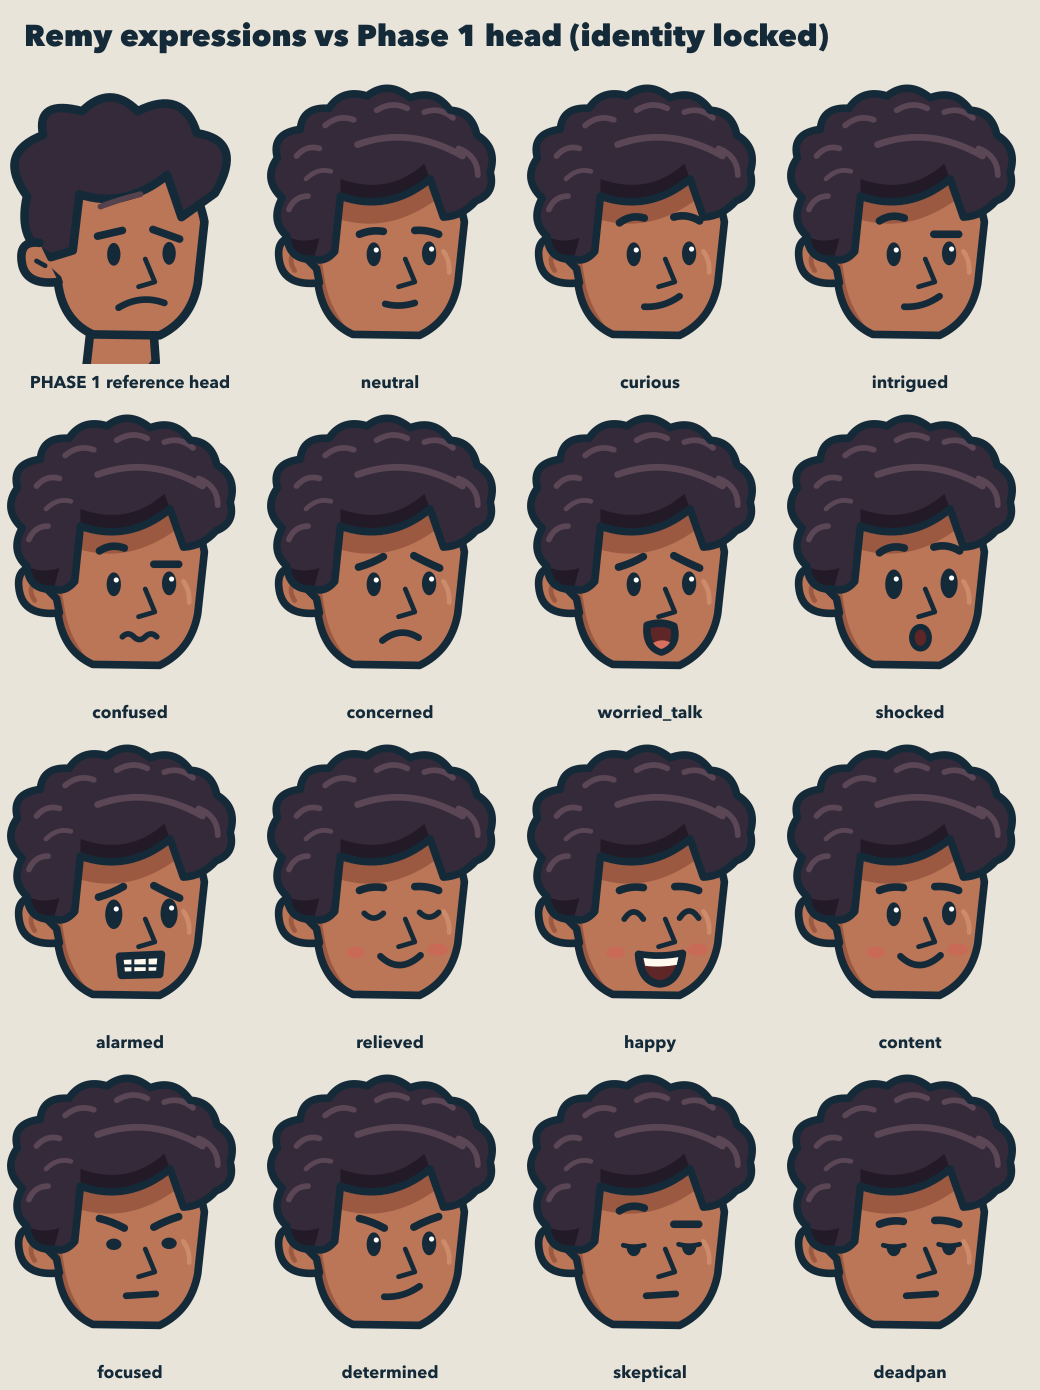 Remy expressions vs Phase 1 head (identity locked)
PHASE 1 reference head
neutral
curious
intrigued
confused
concerned
worried_talk
shocked
alarmed
relieved
happy
content
focused
determined
skeptical
deadpan